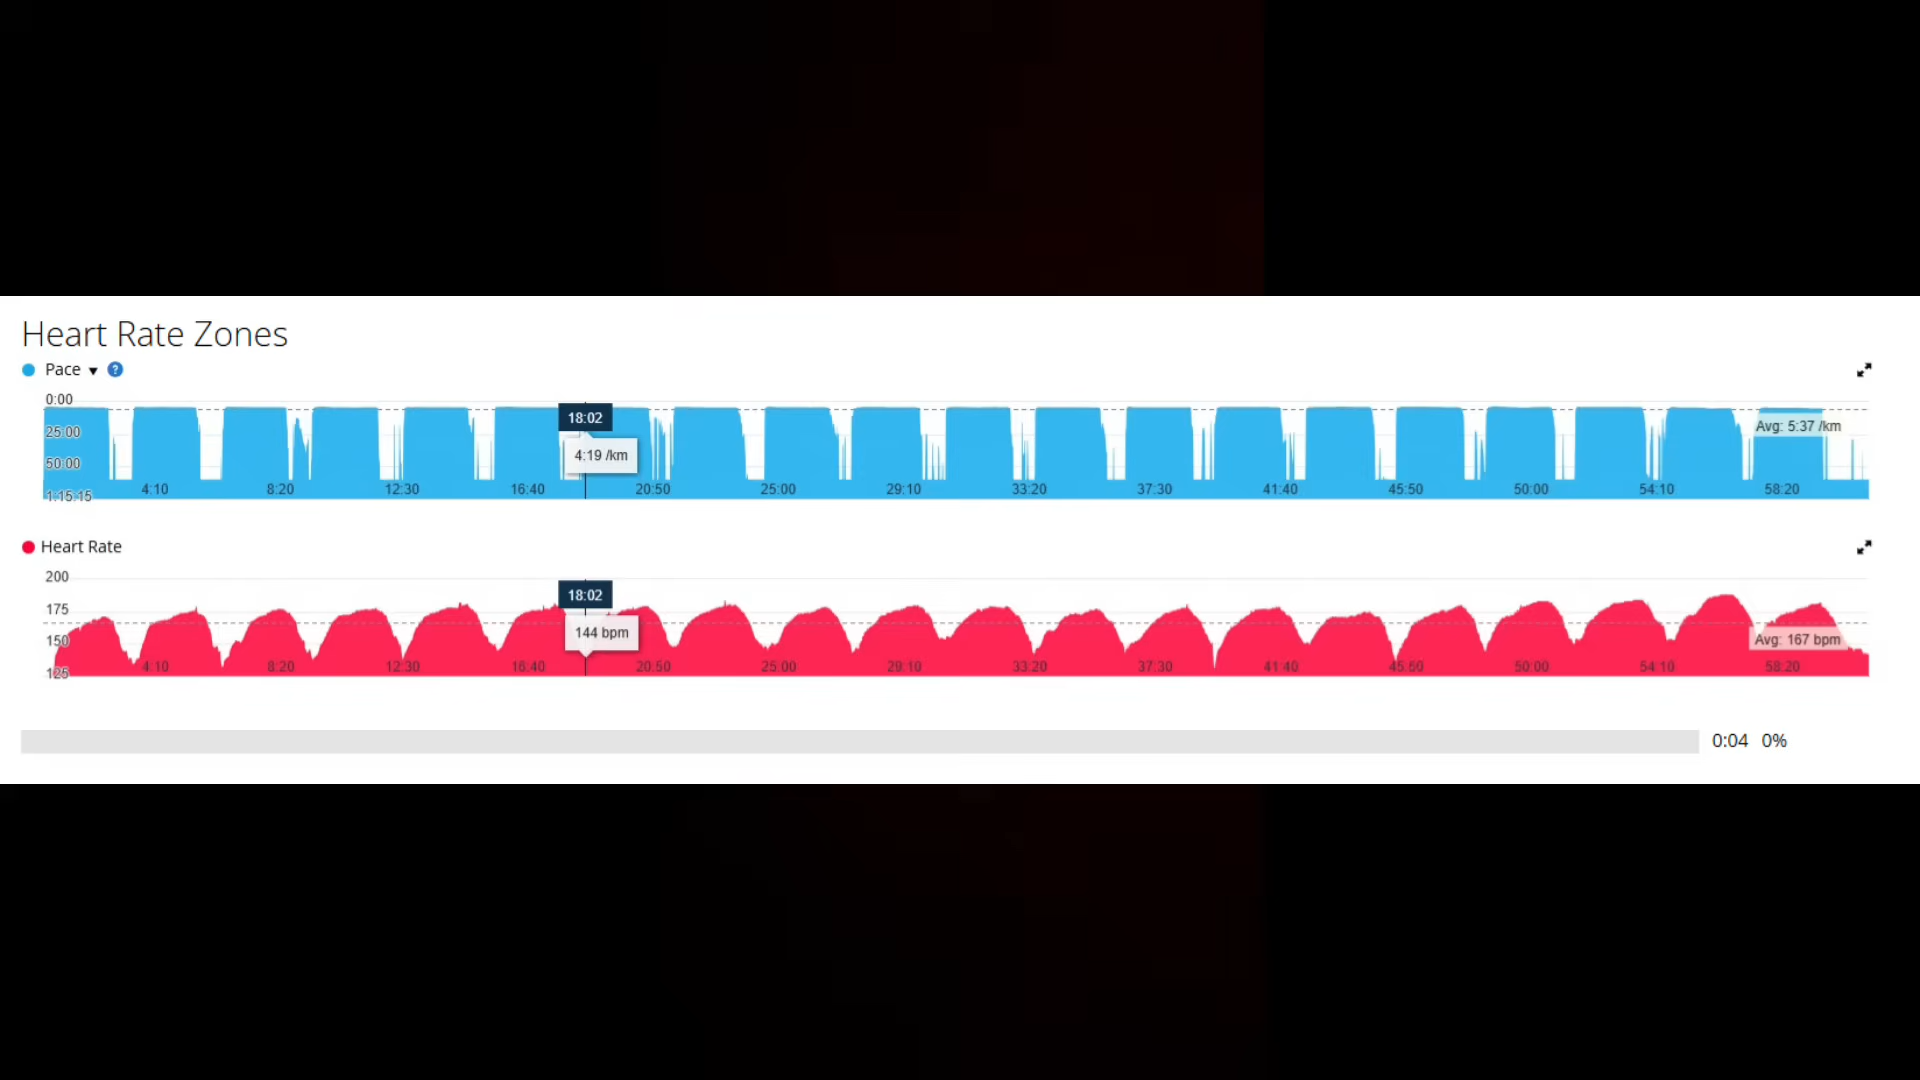 Heart Rate Zones
Pace ▼ ?
0:00
25:00
50:00
1:15:15
18:02
4:19 /km
Avg: 5:37 /km
4:10 8:20 12:30 16:40 20:50 25:00 29:10 33:20 37:30 41:40 45:50 50:00 54:10 58:20
Heart Rate
200
175
150
125
18:02
144 bpm
Avg: 167 bpm
4:10 8:20 12:30 16:40 20:50 25:00 29:10 33:20 37:30 41:40 45:50 50:00 54:10 58:20
0:04 0%